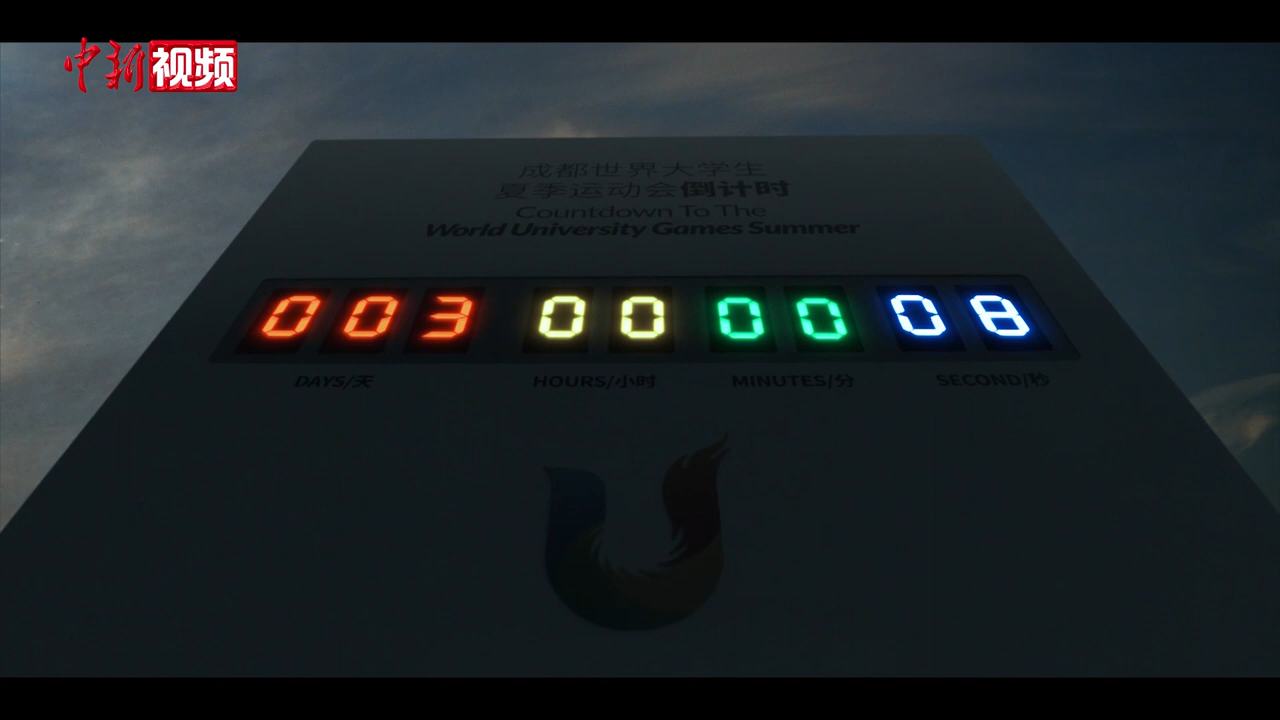 中新视频
成都世界大学生
夏季运动会倒计时
Countdown To The
World University Games Summer
003 00 00 08
DAYS/天 HOURS/小时 MINUTES/分 SECOND/秒